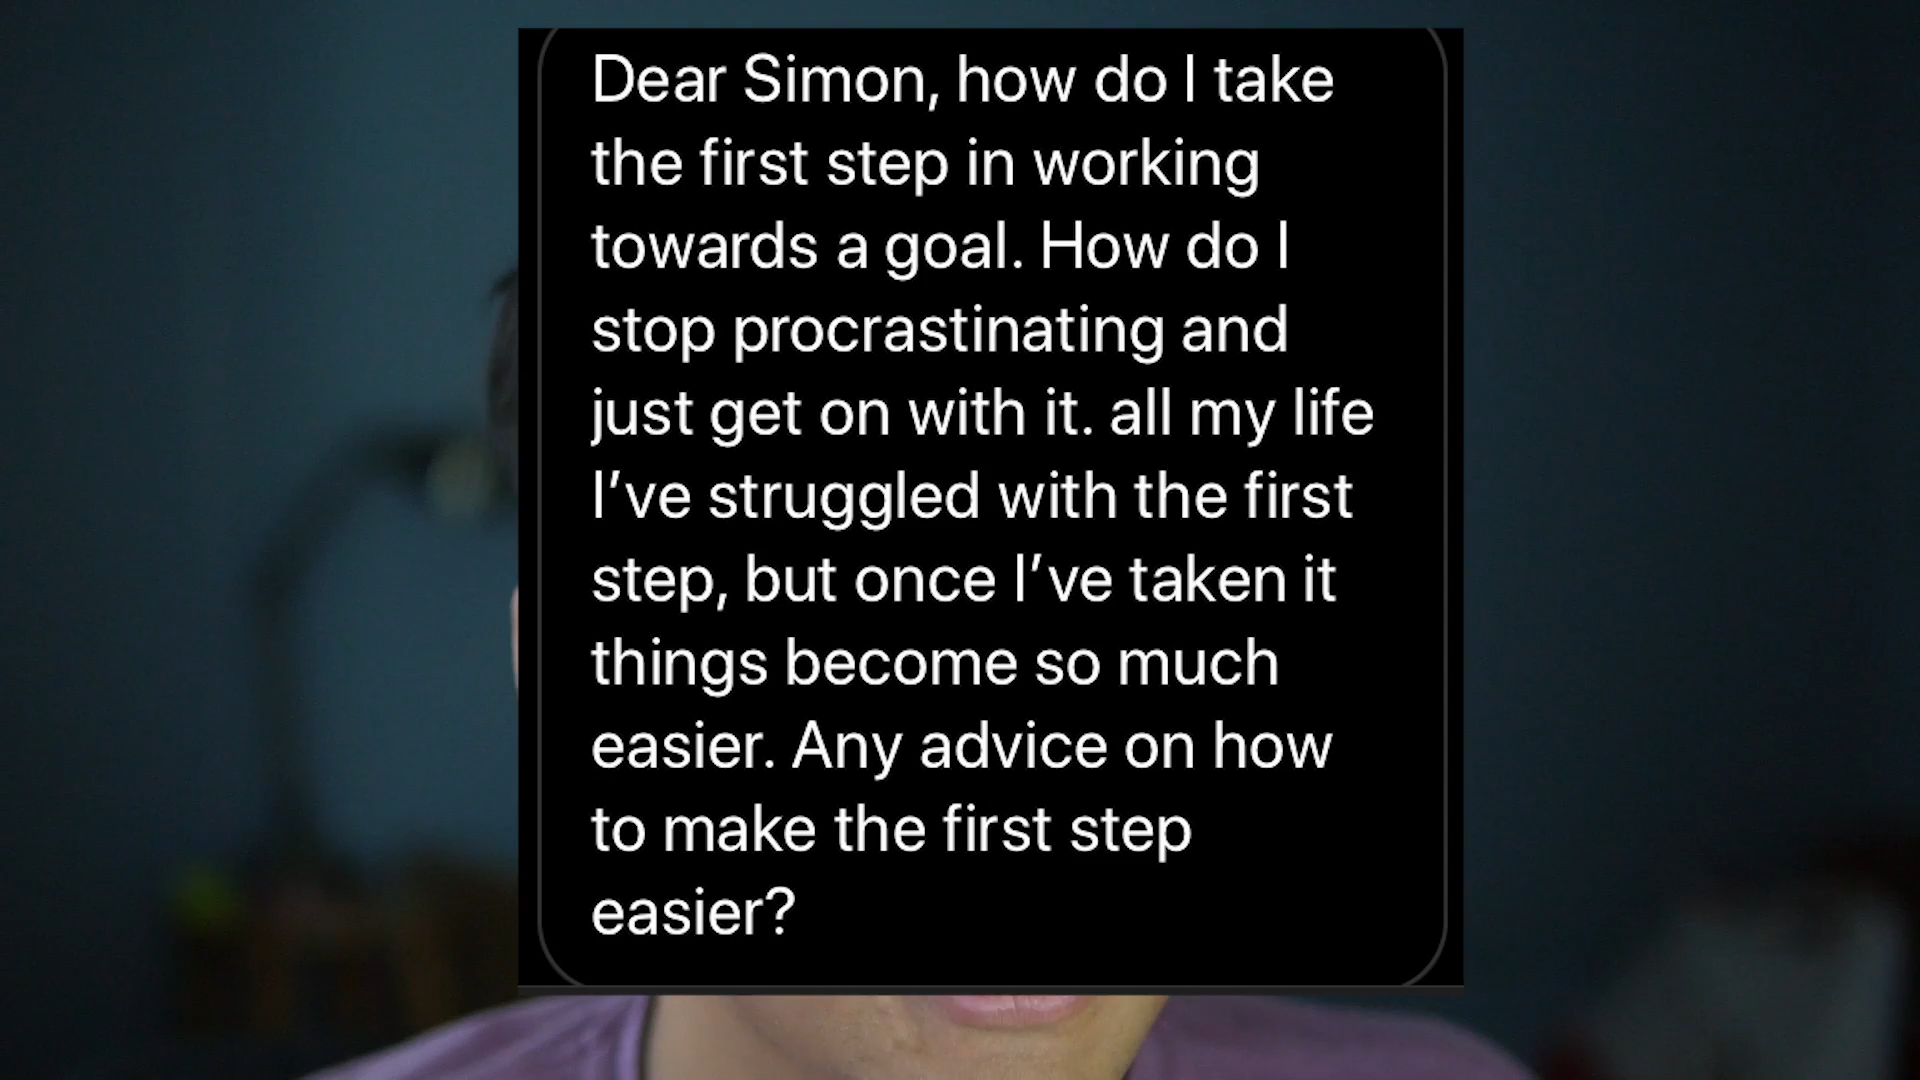 Dear Simon, how do I take
the first step in working
towards a goal. How do I
stop procrastinating and
just get on with it. all my life
I've struggled with the first
step, but once I've taken it
things become so much
easier. Any advice on how
to make the first step
easier?